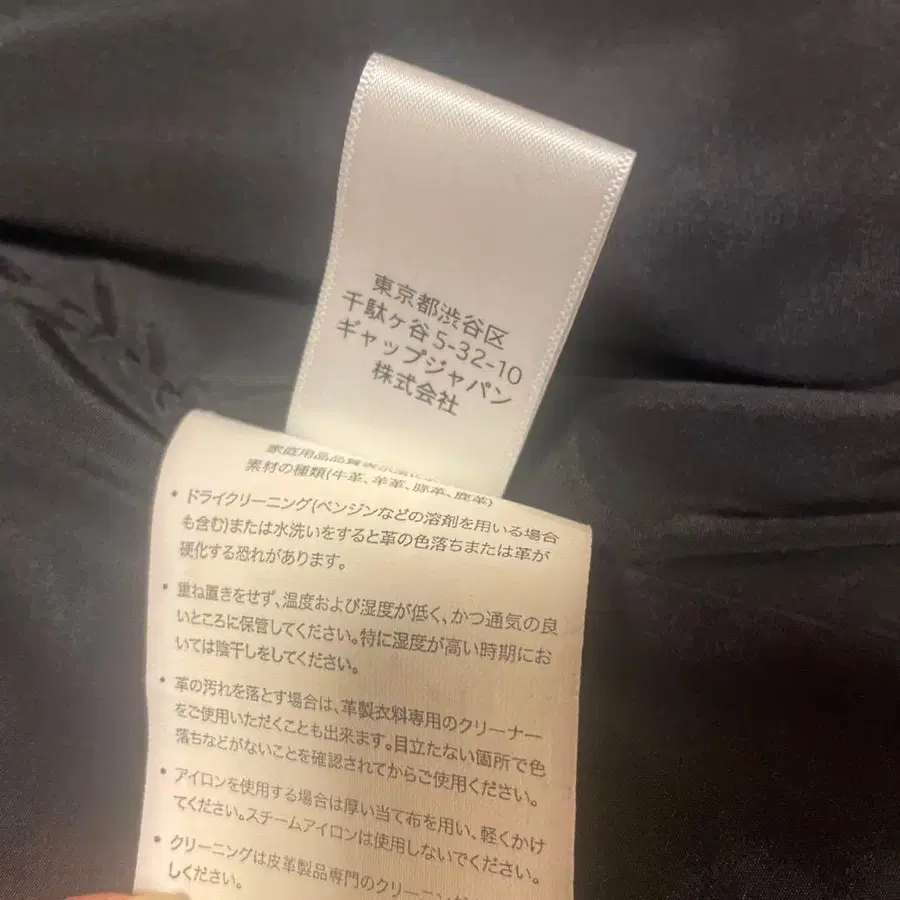 東京都渋谷区
千駄ヶ谷5-32-10
ギャップジャパン
株式会社
家庭用品品質表示
素材の種類(牛革、羊革、豚革、鹿革)
• ドライクリーニング(ベンジンなどの溶剤を用いる場合
も含む)または水洗いをすると革の色落ちまたは革が
硬化する恐れがあります。
• 重ね置きをせず、温度および湿度が低く、かつ通気の良
いところに保管してください。特に湿度が高い時期にお
いては陰干しをしてください。
• 革の汚れを落とす場合は、革製衣料専用のクリーナー
をご使用いただくことも出来ます。目立たない箇所で色
落ちなどがないことを確認されてからご使用ください。
• アイロンを使用する場合は厚い当て布を用い、軽くかけ
てください。スチームアイロンは使用しないでください。
• クリーニングは皮革製品専門のクリーニング
しください。